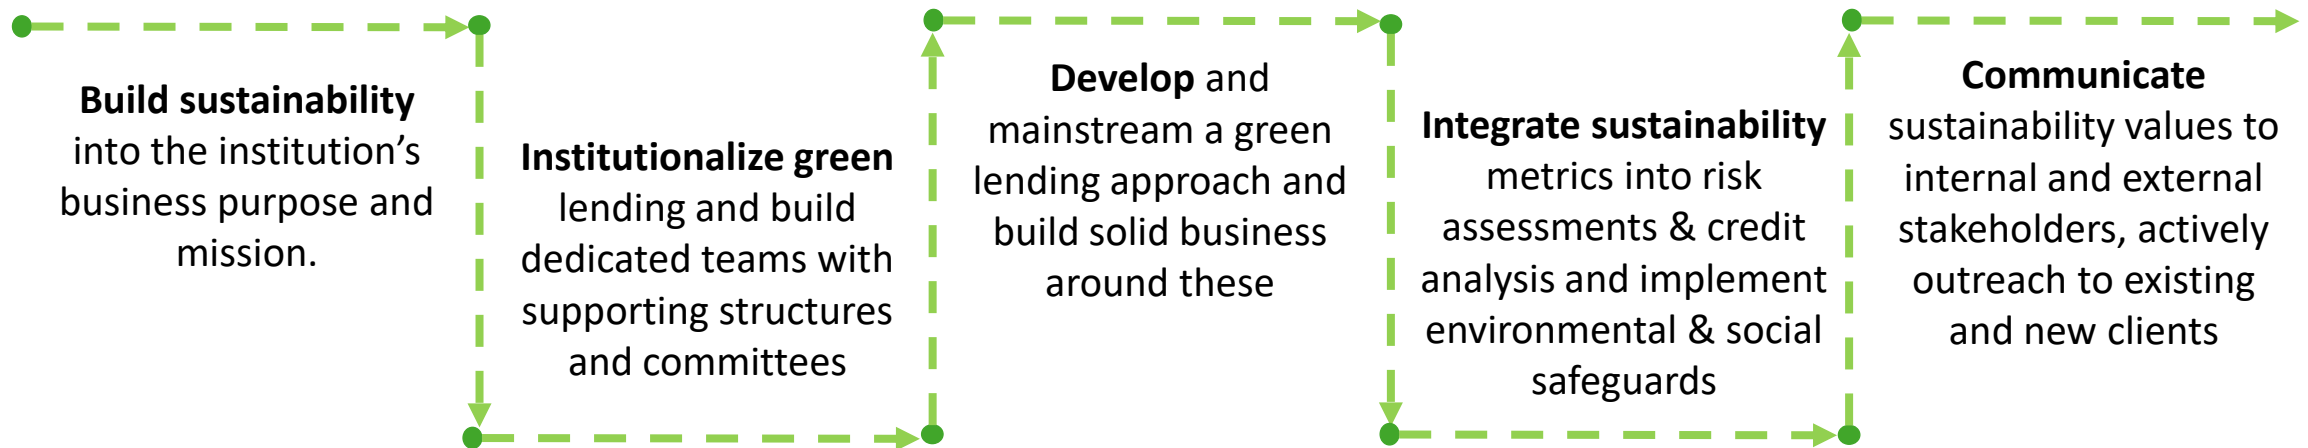 Build sustainability
into the institution’s
business purpose and
mission.
Institutionalize green
lending and build
dedicated teams with
supporting structures
and committees
Develop and
mainstream a green
lending approach and
build solid business
around these
Integrate sustainability
metrics into risk
assessments & credit
analysis and implement
environmental & social
safeguards
Communicate
sustainability values to
internal and external
stakeholders, actively
outreach to existing
and new clients